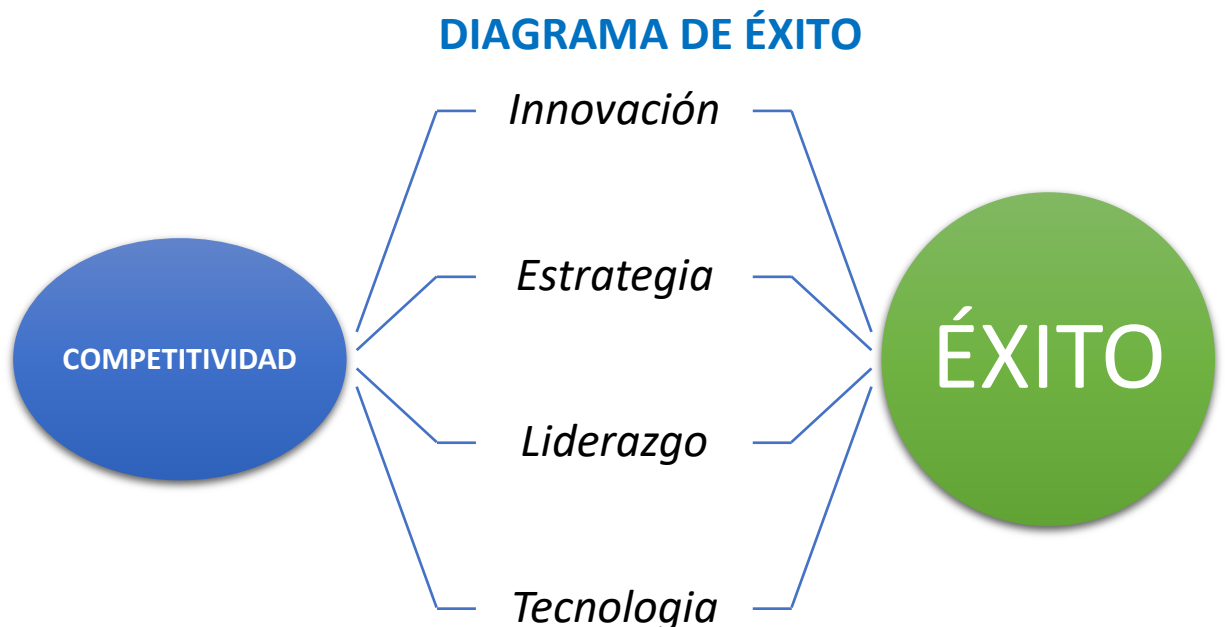 DIAGRAMA DE ÉXITO
Innovación
Estrategia
COMPETITIVIDAD
ÉXITO
Liderazgo
Tecnologia